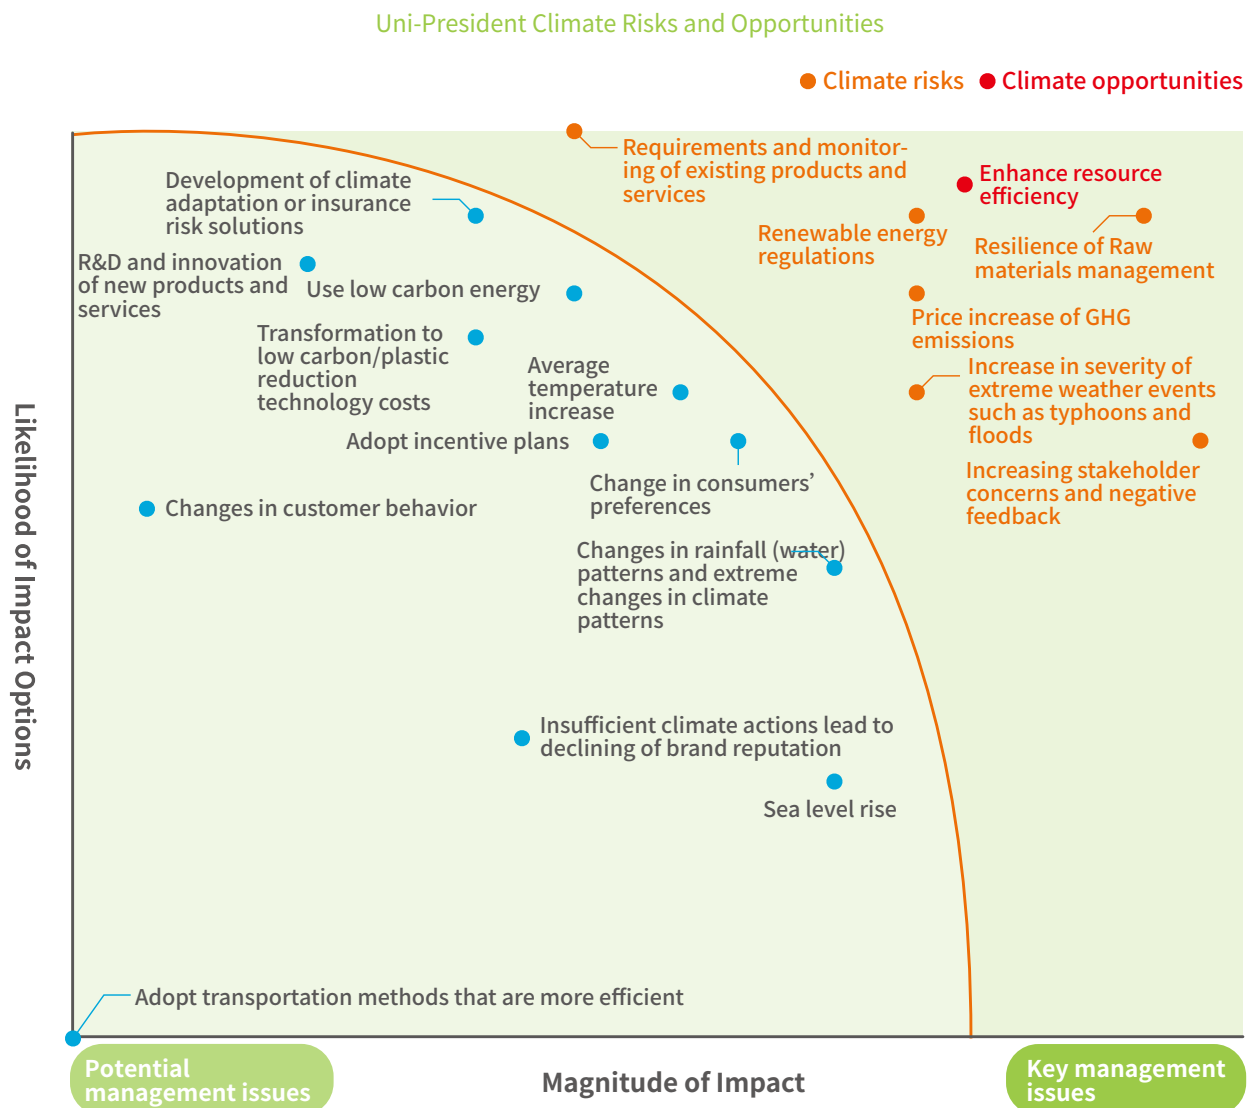 Uni-President Climate Risks and Opportunities
Climate risks
Climate opportunities
Requirements and monitor-
ing of existing products and
services
Enhance resource
efficiency
Development of climate
adaptation or insurance
risk solutions
Renewable energy
regulations
Resilience of Raw
materials management
R&D and innovation
of new products and
services
Use low carbon energy
Price increase of GHG
emissions
Transformation to
low carbon/plastic
reduction
technology costs
Average
temperature
increase
Increase in severity of
extreme weather events
such as typhoons and
floods
Adopt incentive plans
Change in consumers’
preferences
Increasing stakeholder
concerns and negative
feedback
Changes in customer behavior
Changes in rainfall (water)
patterns and extreme
changes in climate
patterns
Likelihood of Impact Options
Insufficient climate actions lead to
declining of brand reputation
Sea level rise
Adopt transportation methods that are more efficient
Potential
management issues
Magnitude of Impact
Key management
issues